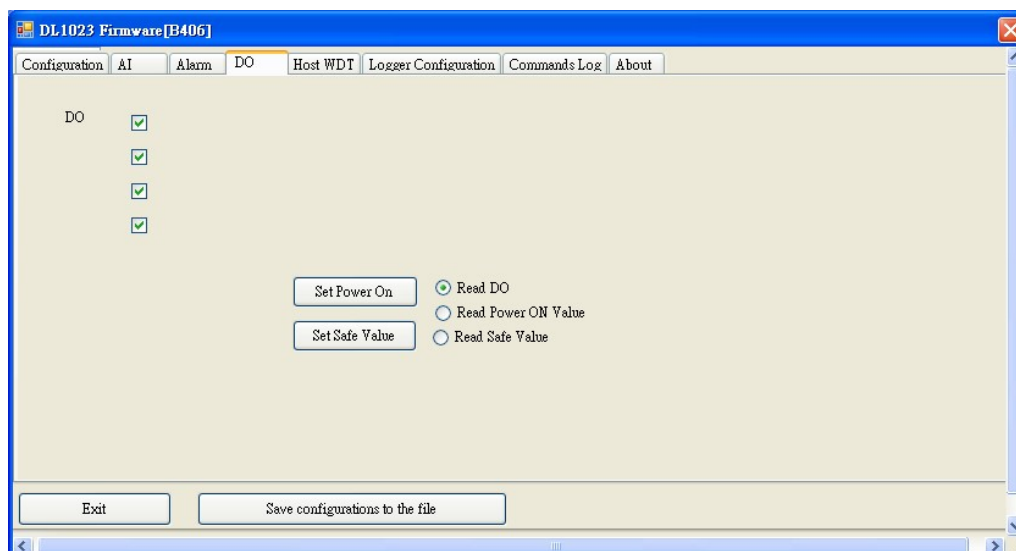 DL1023 Firmware[B406]
Configuration AI Alarm DO Host WDT Logger Configuration Commands Log About
DO
Set Power On
Read DO
Read Power ON Value
Set Safe Value
Read Safe Value
Exit Save configurations to the file